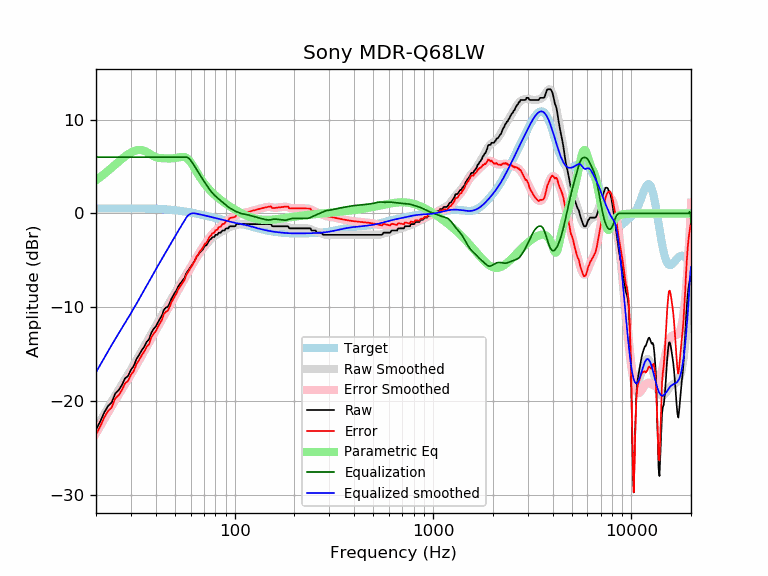 Sony MDR-Q68LW
Amplitude (dBr)
10
0
−10
−20
−30
Target
Raw Smoothed
Error Smoothed
Raw
Error
Parametric Eq
Equalization
Equalized smoothed
100
1000
10000
Frequency (Hz)